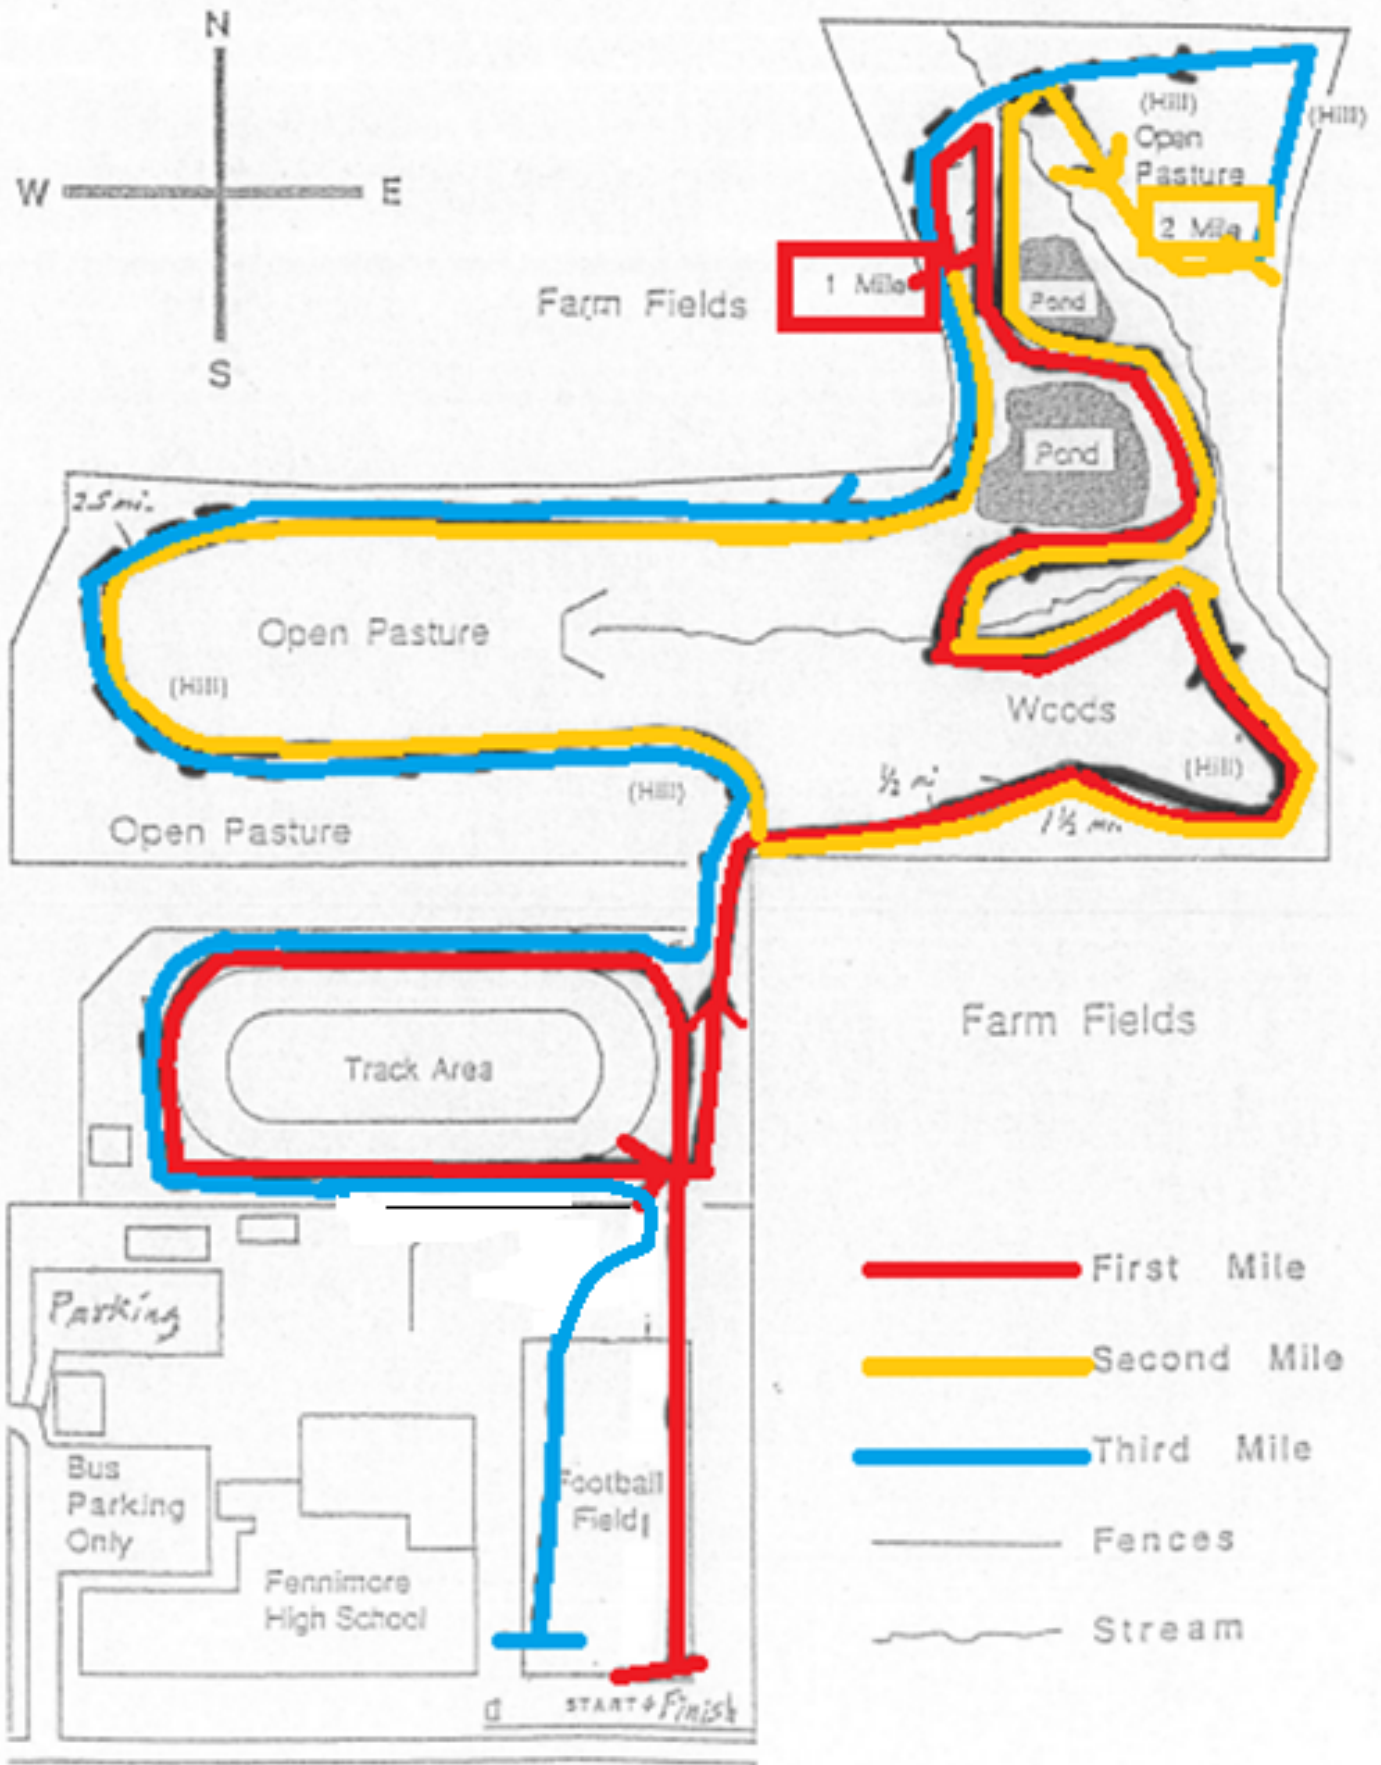 N
W
E
S
(Hill)
(Hill)
Open
Pasture
2 Mile
1 Mile
Farm Fields
Pond
Pond
2.5 mi.
Open Pasture
(Hill)
Woods
(Hill)
½ mi
(Hill)
1½ mi.
Open Pasture
Farm Fields
Track Area
Parking
First Mile
Second Mile
Third Mile
Fences
Stream
Bus
Parking
Only
Football
Field
Fennimore
High School
START & Finish